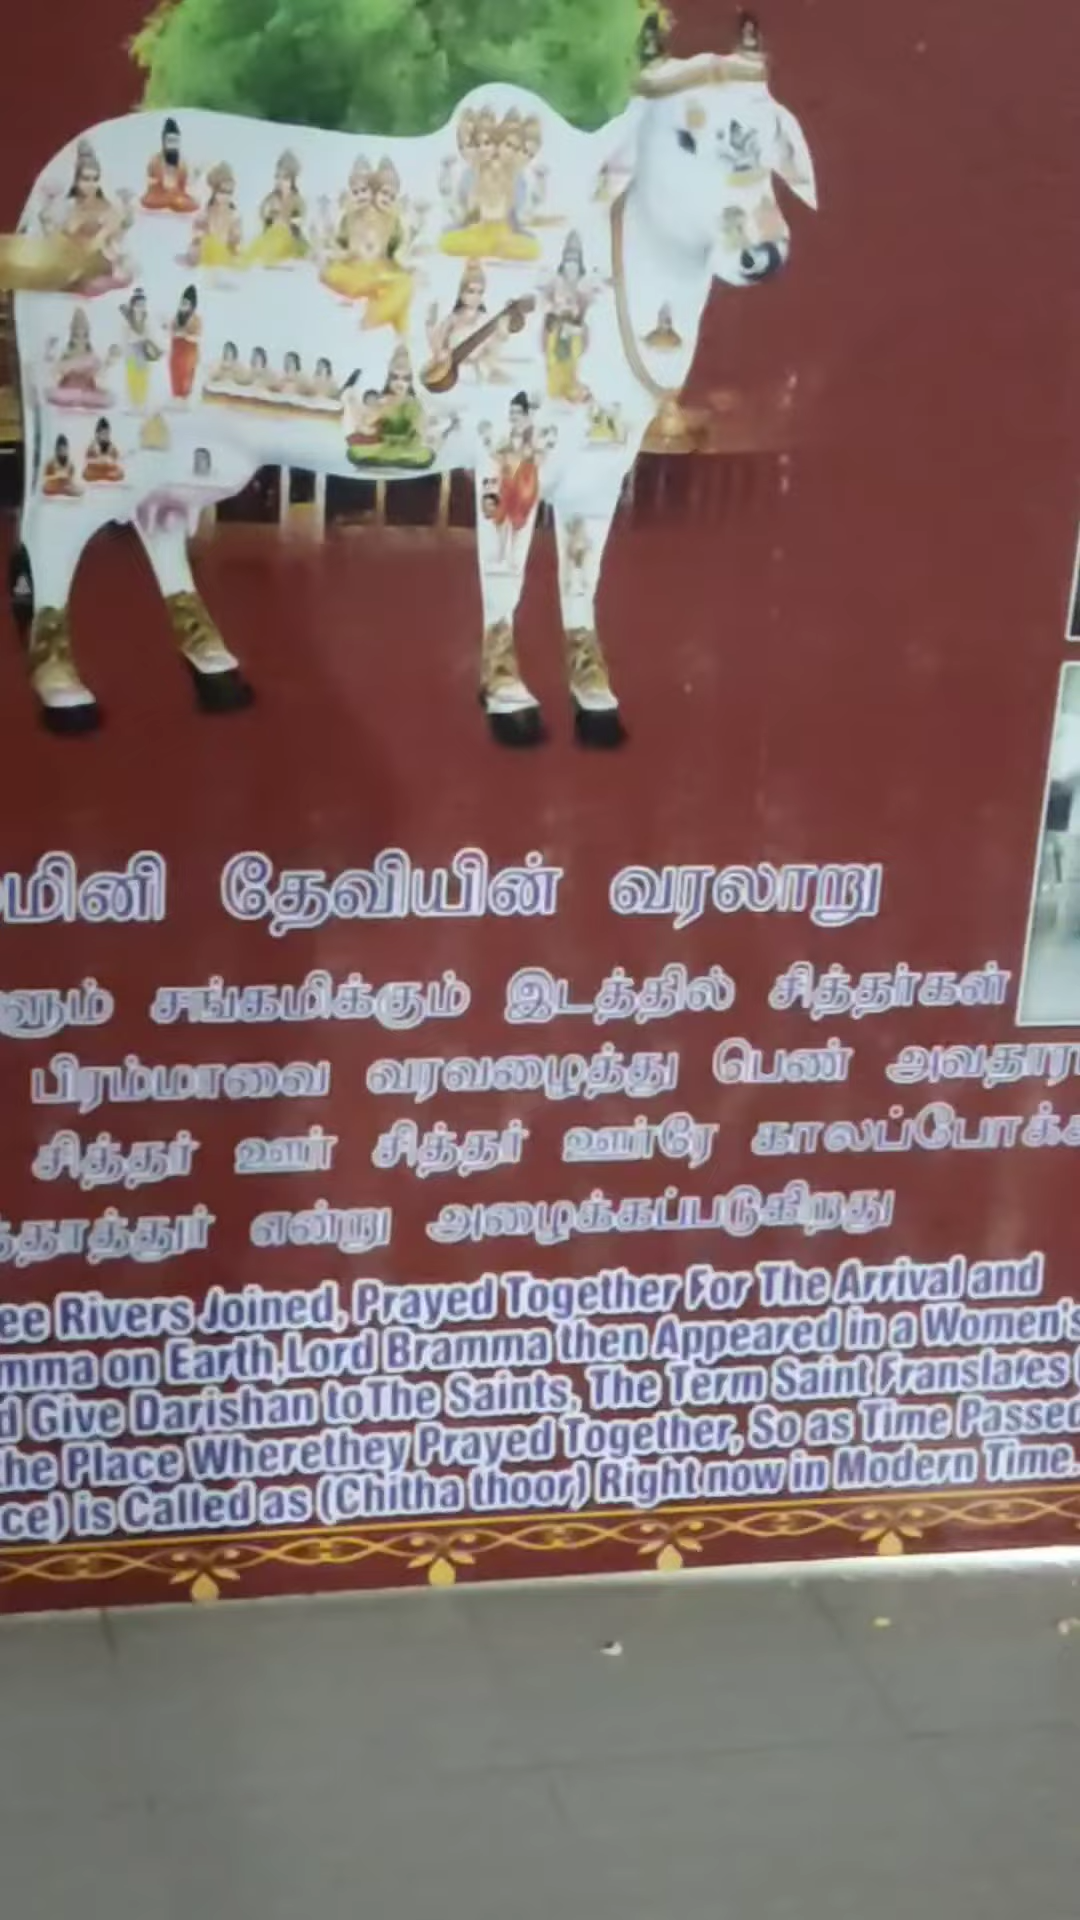 மினி தேவியின் வரலாறு
ளும் சங்கமிக்கும் இடத்தில் சித்தர்கள்
பிரம்மாவை வரவழைத்து பெண் அவதார
சித்தர் ஊர் சித்தர் ஊர்ரே காலப்போக்க
த்தாத்தூர் என்று அழைக்கப்படுகிறது
ee Rivers Joined, Prayed Together For The Arrival and
mma on Earth,Lord Bramma then Appeared in a Women's
d Give Darishan toThe Saints, The Term Saint Franslates
he Place Wherethey Prayed Together, So as Time Passed
ce) is Called as (Chitha thoor) Right now in Modern Time.